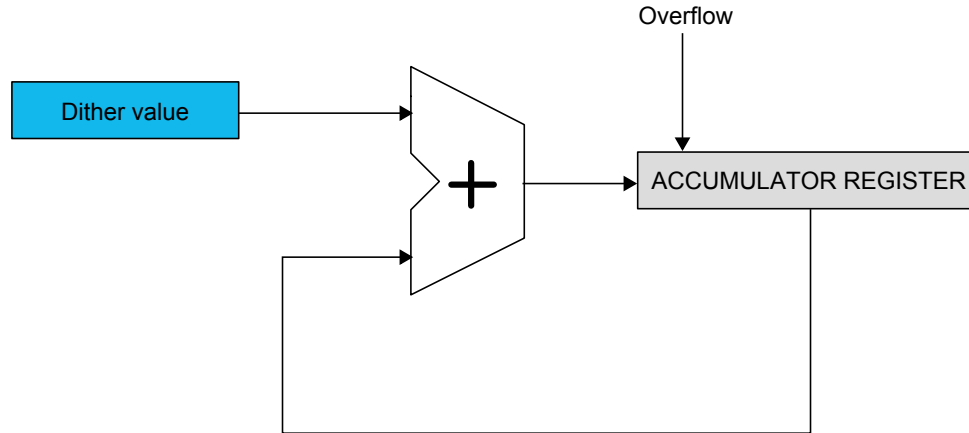 Overflow
Dither value
+
ACCUMULATOR REGISTER